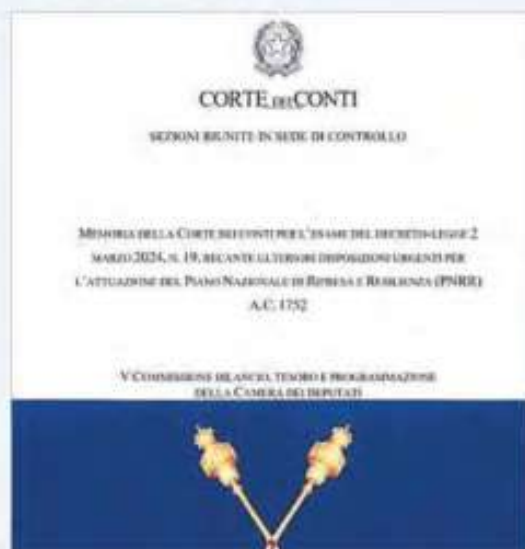 CORTE DEI CONTI
SEZIONI RIUNITE IN SEDE DI CONTROLLO
MEMORIA DELLA CORTE DEI CONTI PER L'ESAME DEL DECRETO-LEGGE 2
MARZO 2024, N. 19, RECANTE ULTERIORI DISPOSIZIONI URGENTI PER
L'ATTUAZIONE DEL PIANO NAZIONALE DI RIPRESA E RESILIENZA (PNRR)
A.C. 1752
V COMMISSIONE BILANCIO, TESORO E PROGRAMMAZIONE
DELLA CAMERA DEI DEPUTATI